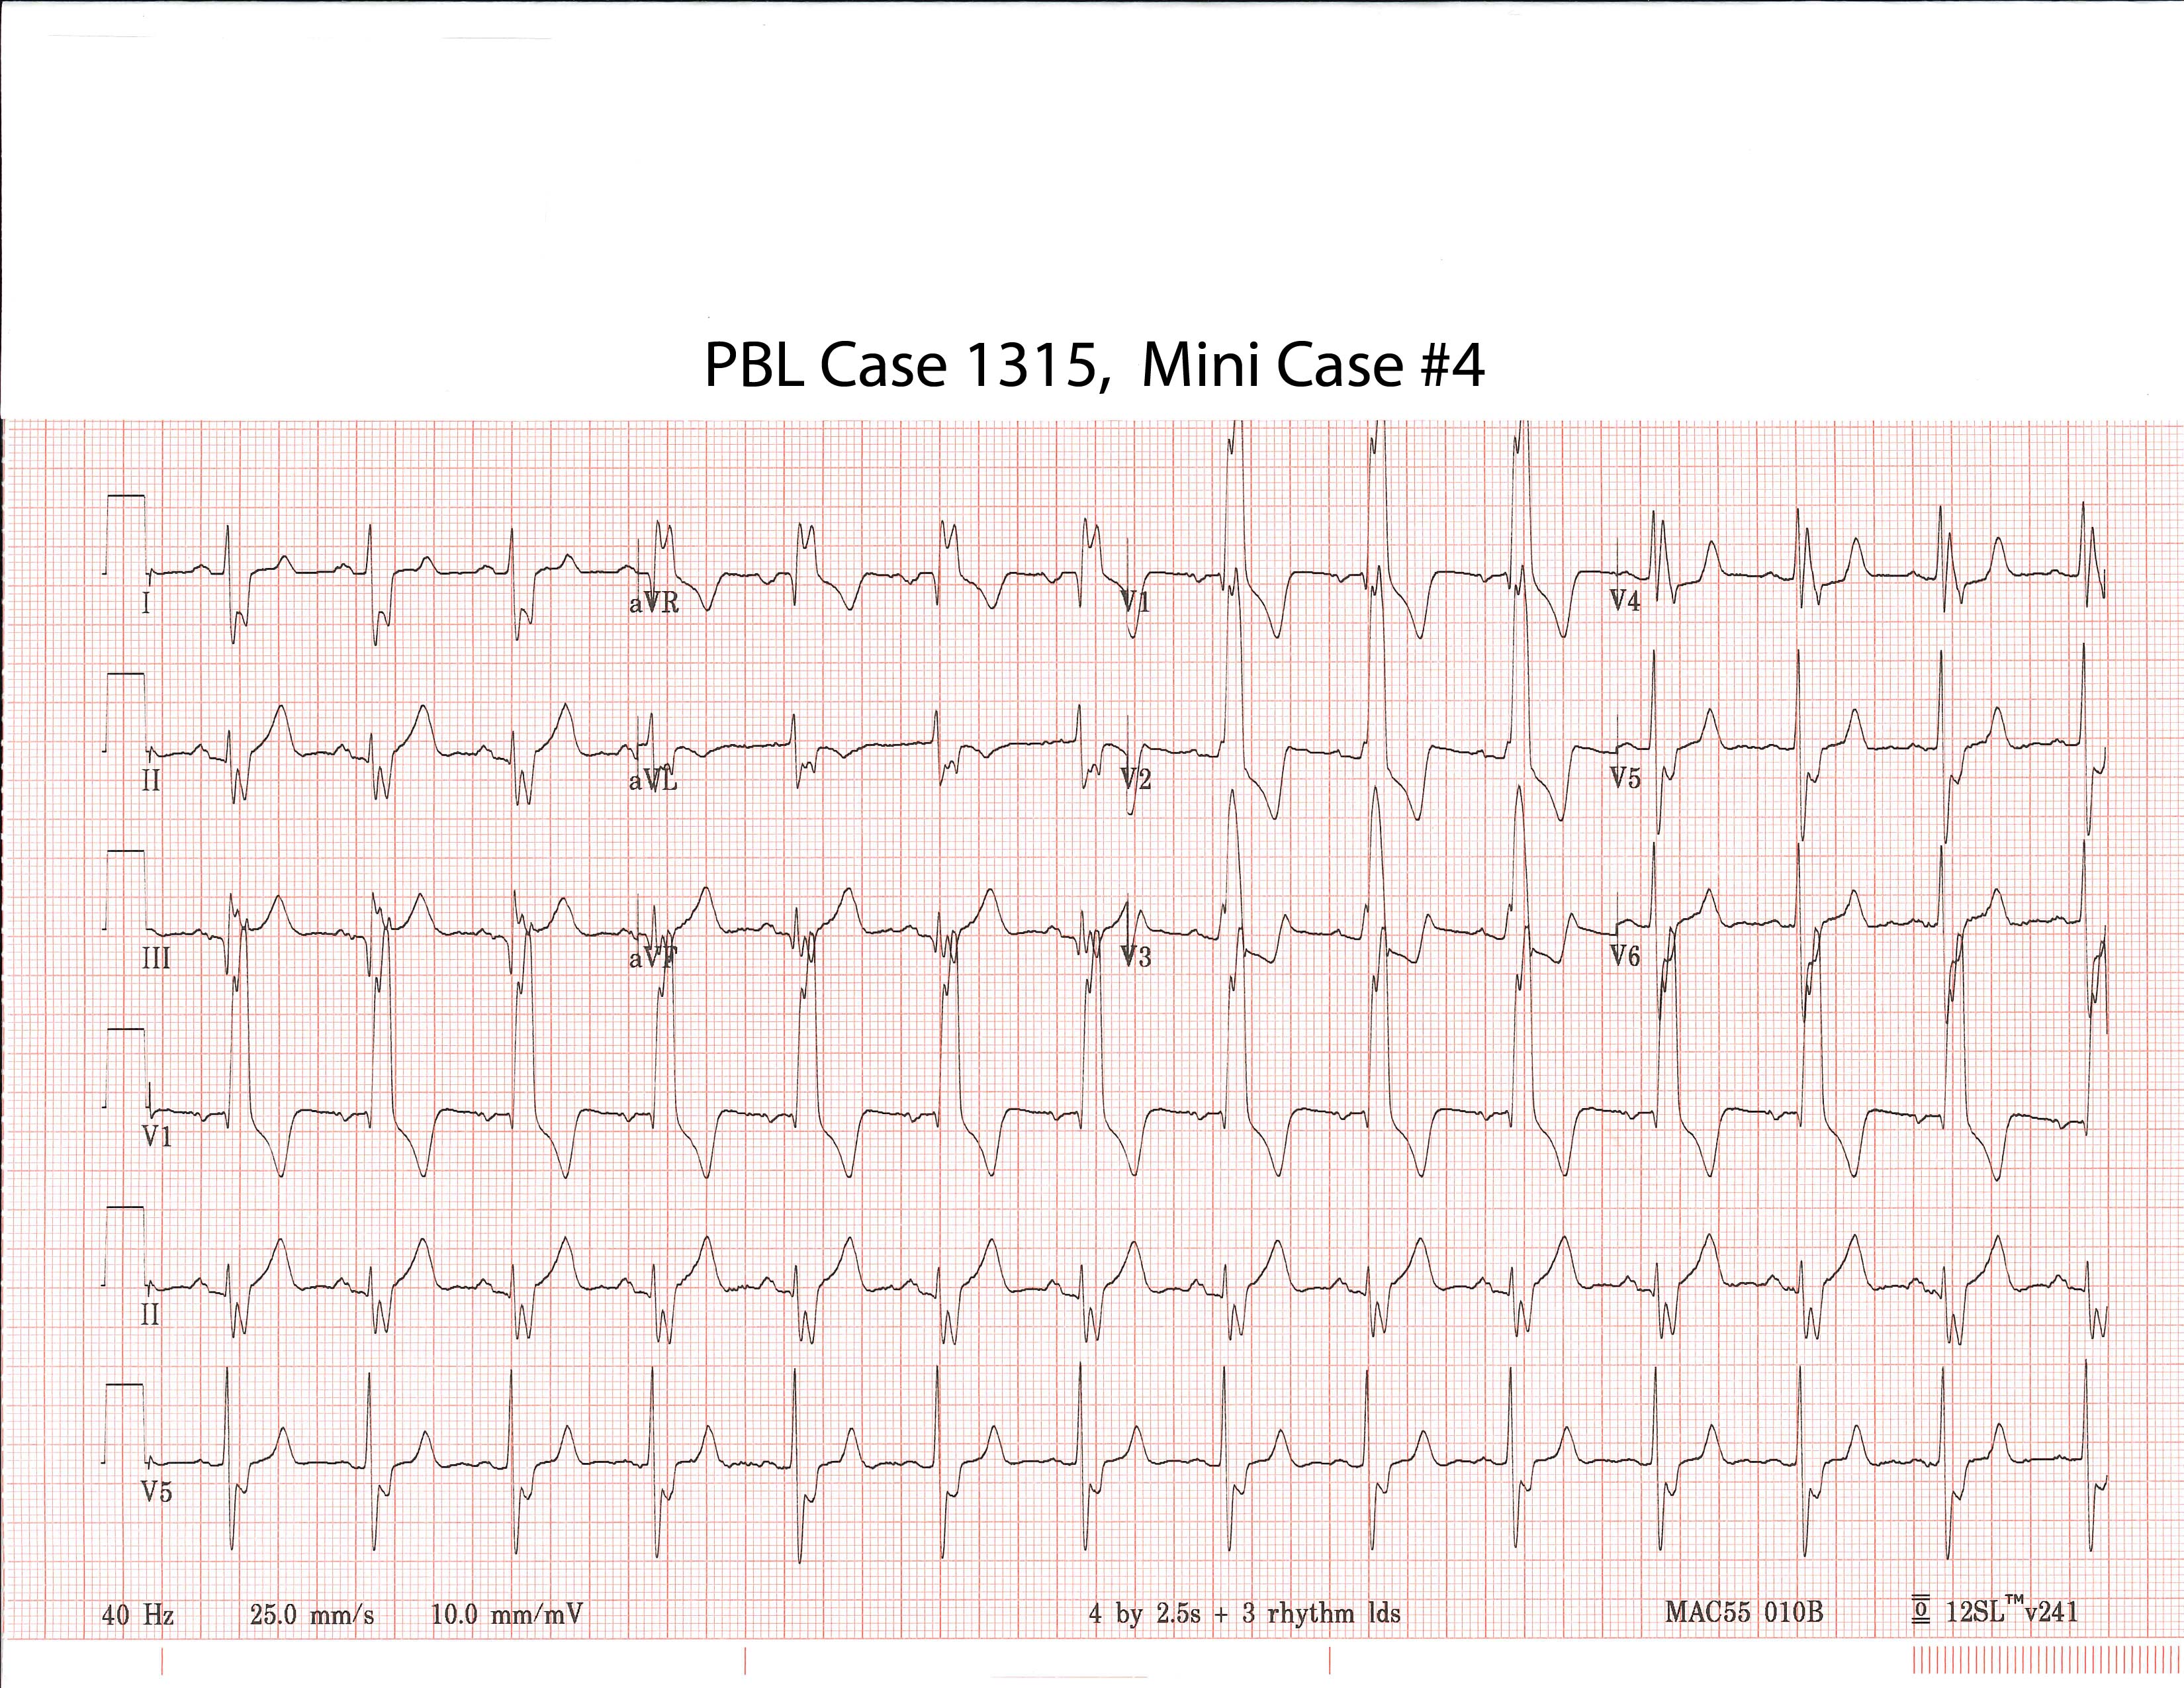 PBL Case 1315, Mini Case #4
I aVR V1 V4
II aVL V2 V5
III aVF V3 V6
V1
II
V5
40 Hz 25.0 mm/s 10.0 mm/mV 4 by 2.5s + 3 rhythm lds MAC55 010B 12SL™v241